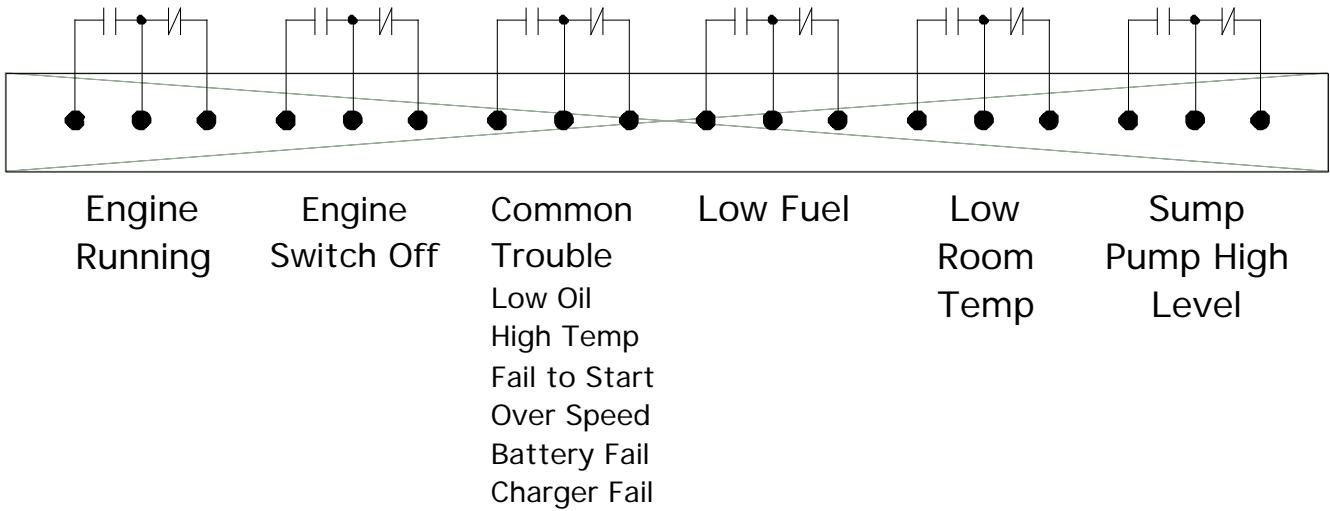 Engine
Running
Engine
Switch Off
Common
Trouble
Low Oil
High Temp
Fail to Start
Over Speed
Battery Fail
Charger Fail
Low Fuel
Low
Room
Temp
Sump
Pump High
Level